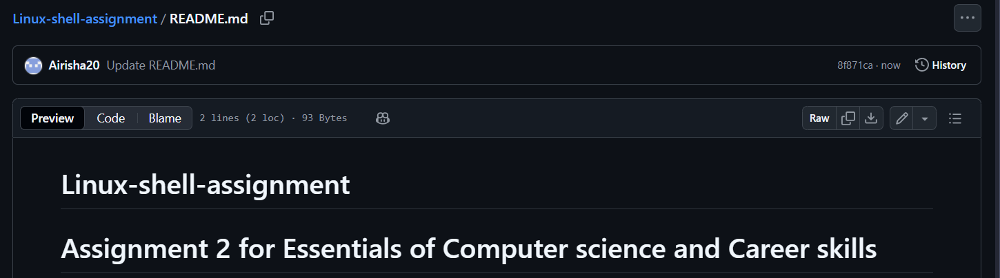 Linux-shell-assignment / README.md
Airisha20 Update README.md 8f871ca · now History
Preview Code Blame 2 lines (2 loc) · 93 Bytes Raw
Linux-shell-assignment
Assignment 2 for Essentials of Computer science and Career skills